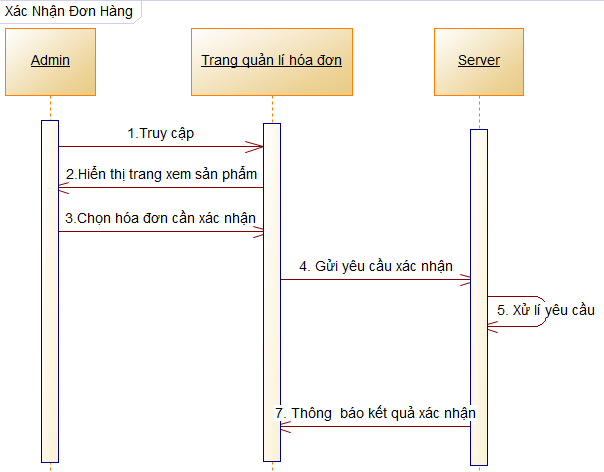 Xác Nhận Đơn Hàng
Admin
Trang quản lí hóa đơn
Server
1.Truy cập
2.Hiển thị trang xem sản phẩm
3.Chọn hóa đơn cần xác nhận
4. Gửi yêu cầu xác nhận
5. Xử lí yêu cầu
7. Thông báo kết quả xác nhận